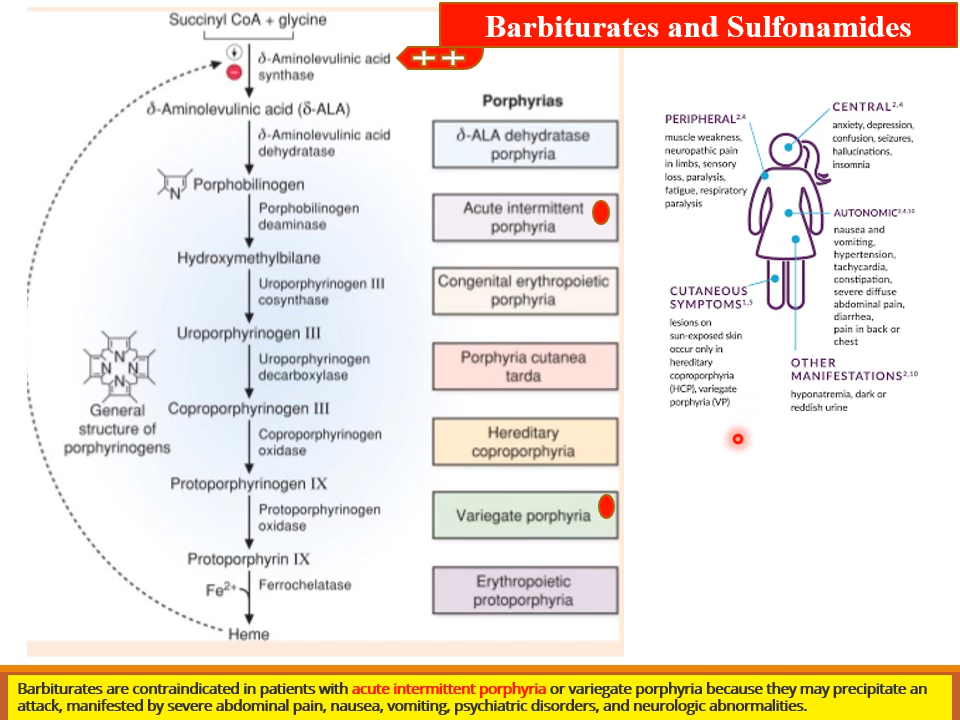 Barbiturates and Sulfonamides
Succinyl CoA + glycine
δ-Aminolevulinic acid
synthase
++
δ-Aminolevulinic acid (δ-ALA)
δ-Aminolevulinic acid
dehydratase
Porphobilinogen
N
Porphobilinogen
deaminase
Hydroxymethylbilane
Uroporphyrinogen III
cosynthase
Uroporphyrinogen III
Uroporphyrinogen
decarboxylase
Coproporphyrinogen III
Coproporphyrinogen
oxidase
Protoporphyrinogen IX
Protoporphyrinogen
oxidase
Protoporphyrin IX
Fe2+
Ferrochelatase
Heme
N
N N
N
General
structure of
porphyrinogens
Porphyrias
δ-ALA dehydratase
porphyria
Acute intermittent
porphyria
Congenital erythropoietic
porphyria
Porphyria cutanea
tarda
Hereditary
coproporphyria
Variegate porphyria
Erythropoietic
protoporphyria
PERIPHERAL2,4
muscle weakness,
neuropathic pain
in limbs, sensory
loss, paralysis,
fatigue, respiratory
paralysis
CENTRAL2,4
anxiety, depression,
confusion, seizures,
hallucinations,
insomnia
AUTONOMIC2,4,10
nausea and
vomiting,
hypertension,
tachycardia,
constipation,
severe diffuse
abdominal pain,
diarrhea,
pain in back or
chest
CUTANEOUS
SYMPTOMS1,5
lesions on
sun-exposed skin
occur only in
hereditary
coproporphyria
(HCP), variegate
porphyria (VP)
OTHER
MANIFESTATIONS2,10
hyponatremia, dark or
reddish urine
Barbiturates are contraindicated in patients with acute intermittent porphyria or variegate porphyria because they may precipitate an
attack, manifested by severe abdominal pain, nausea, vomiting, psychiatric disorders, and neurologic abnormalities.